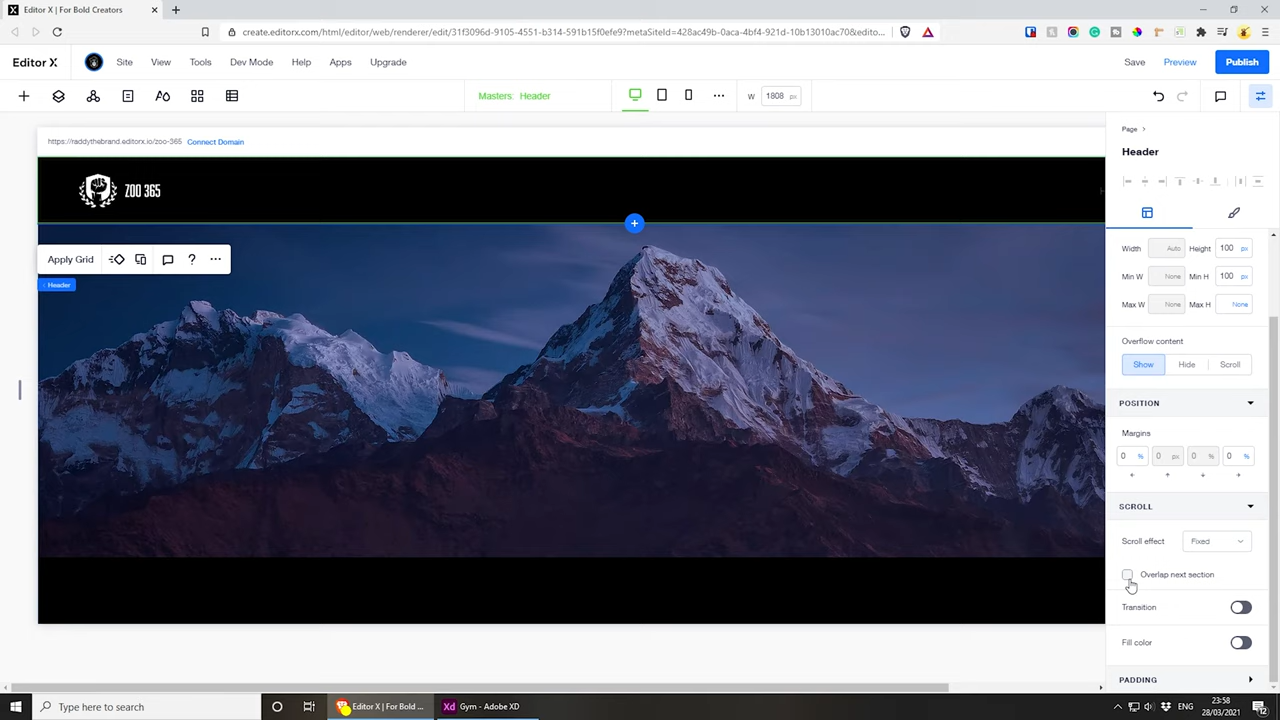 Editor X | For Bold Creators
create.editorx.com/html/editor/web/renderer/edit/31f3096d-9105-4551-b314-591b15f0efe9?metaSiteId=428ac49b-0aca-4bf4-921d-10b13010ac70&edito...
Editor X
Site
View
Tools
Dev Mode
Help
Apps
Upgrade
Save
Preview
Publish
Masters: Header
W 1808 px
https://raddythebrand.editorx.io/zoo-365 Connect Domain
ZOO 365
Apply Grid
Header
Page
Header
Width Auto Height 100 px
Min W None Min H 100 px
Max W None Max H None
Overflow content
Show Hide Scroll
POSITION
Margins
0 % 0 px 0 % 0 %
SCROLL
Scroll effect Fixed
Overlap next section
Transition
Fill color
PADDING
Type here to search
Editor X | For Bold ...
Gym - Adobe XD
ENG
23:58
28/03/2021
12